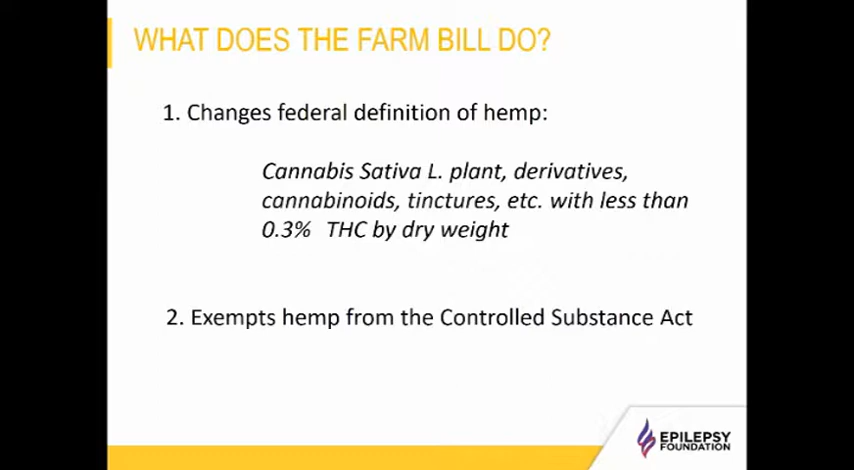 WHAT DOES THE FARM BILL DO?
1. Changes federal definition of hemp:
Cannabis Sativa L. plant, derivatives,
cannabinoids, tinctures, etc. with less than
0.3% THC by dry weight
2. Exempts hemp from the Controlled Substance Act
EPILEPSY
FOUNDATION